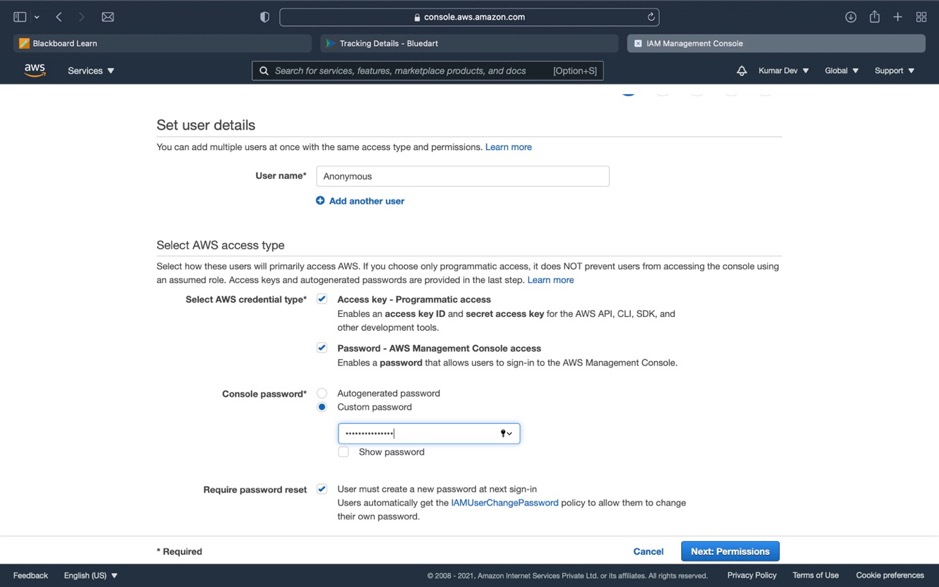 console.aws.amazon.com
Blackboard Learn
Tracking Details - Bluedart
IAM Management Console
aws
Services
Search for services, features, marketplace products, and docs [Option+S]
Kumar Dev
Global
Support
Set user details
You can add multiple users at once with the same access type and permissions. Learn more
User name* Anonymous
Add another user
Select AWS access type
Select how these users will primarily access AWS. If you choose only programmatic access, it does NOT prevent users from accessing the console using
an assumed role. Access keys and autogenerated passwords are provided in the last step. Learn more
Select AWS credential type* Access key - Programmatic access
Enables an access key ID and secret access key for the AWS API, CLI, SDK, and
other development tools.
Password - AWS Management Console access
Enables a password that allows users to sign-in to the AWS Management Console.
Console password* Autogenerated password
Custom password
•••••••••••••••
Show password
Require password reset User must create a new password at next sign-in
Users automatically get the IAMUserChangePassword policy to allow them to change
their own password.
* Required
Cancel
Next: Permissions
Feedback
English (US)
© 2008 - 2021, Amazon Internet Services Private Ltd. or its affiliates. All rights reserved.
Privacy Policy
Terms of Use
Cookie preferences